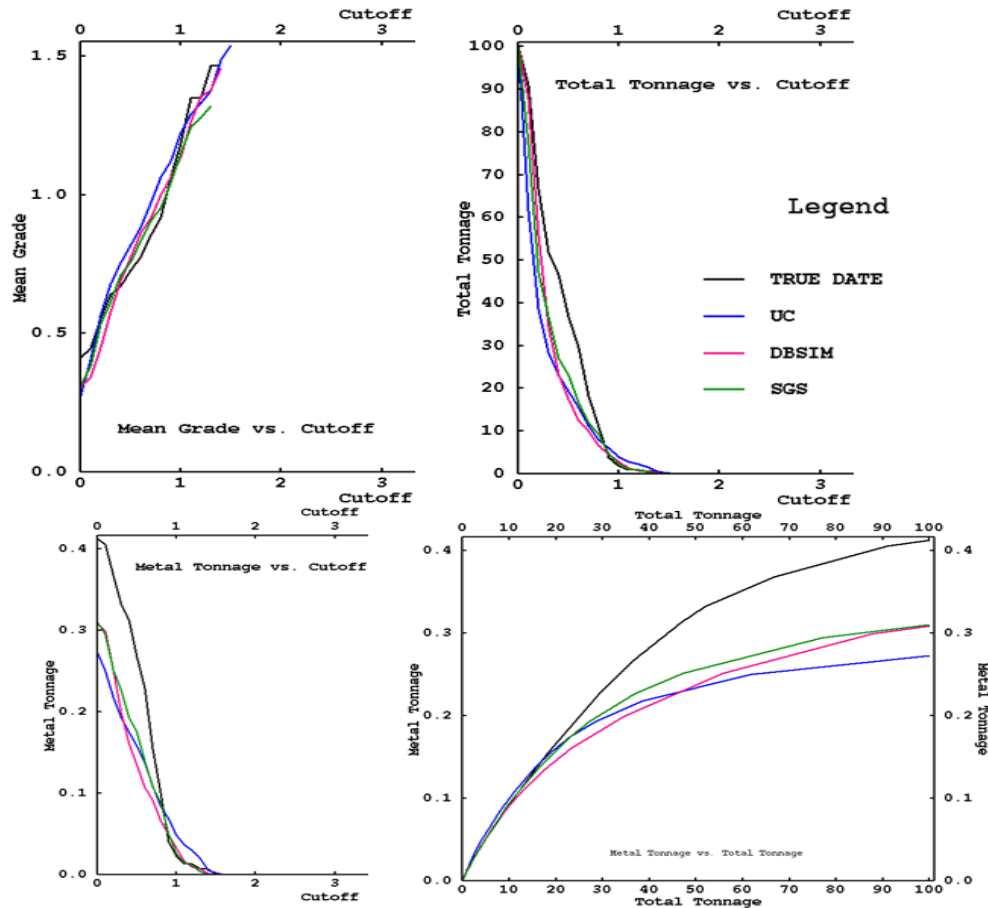 Cutoff
0 1 2 3
1.5
1.0
0.5
0.0
Mean Grade
Mean Grade vs. Cutoff
Cutoff
0 1 2 3
100
90
80
70
60
50
40
30
20
10
0
Total Tonnage
Total Tonnage vs. Cutoff
0 1 2 3
Cutoff
Legend
TRUE DATE
UC
DBSIM
SGS
Cutoff
0 1 2 3
0.4
0.3
0.2
0.1
0.0
Metal Tonnage
Metal Tonnage vs. Cutoff
0 1 2 3
Cutoff
0 1 2 3
Cutoff
Total Tonnage
0 10 20 30 40 50 60 70 80 90 100
0.4
0.3
0.2
0.1
0.0
Metal Tonnage
0.4
0.3
0.2
0.1
0.0
Metal Tonnage
Metal Tonnage vs. Total Tonnage
0 10 20 30 40 50 60 70 80 90 100
Total Tonnage